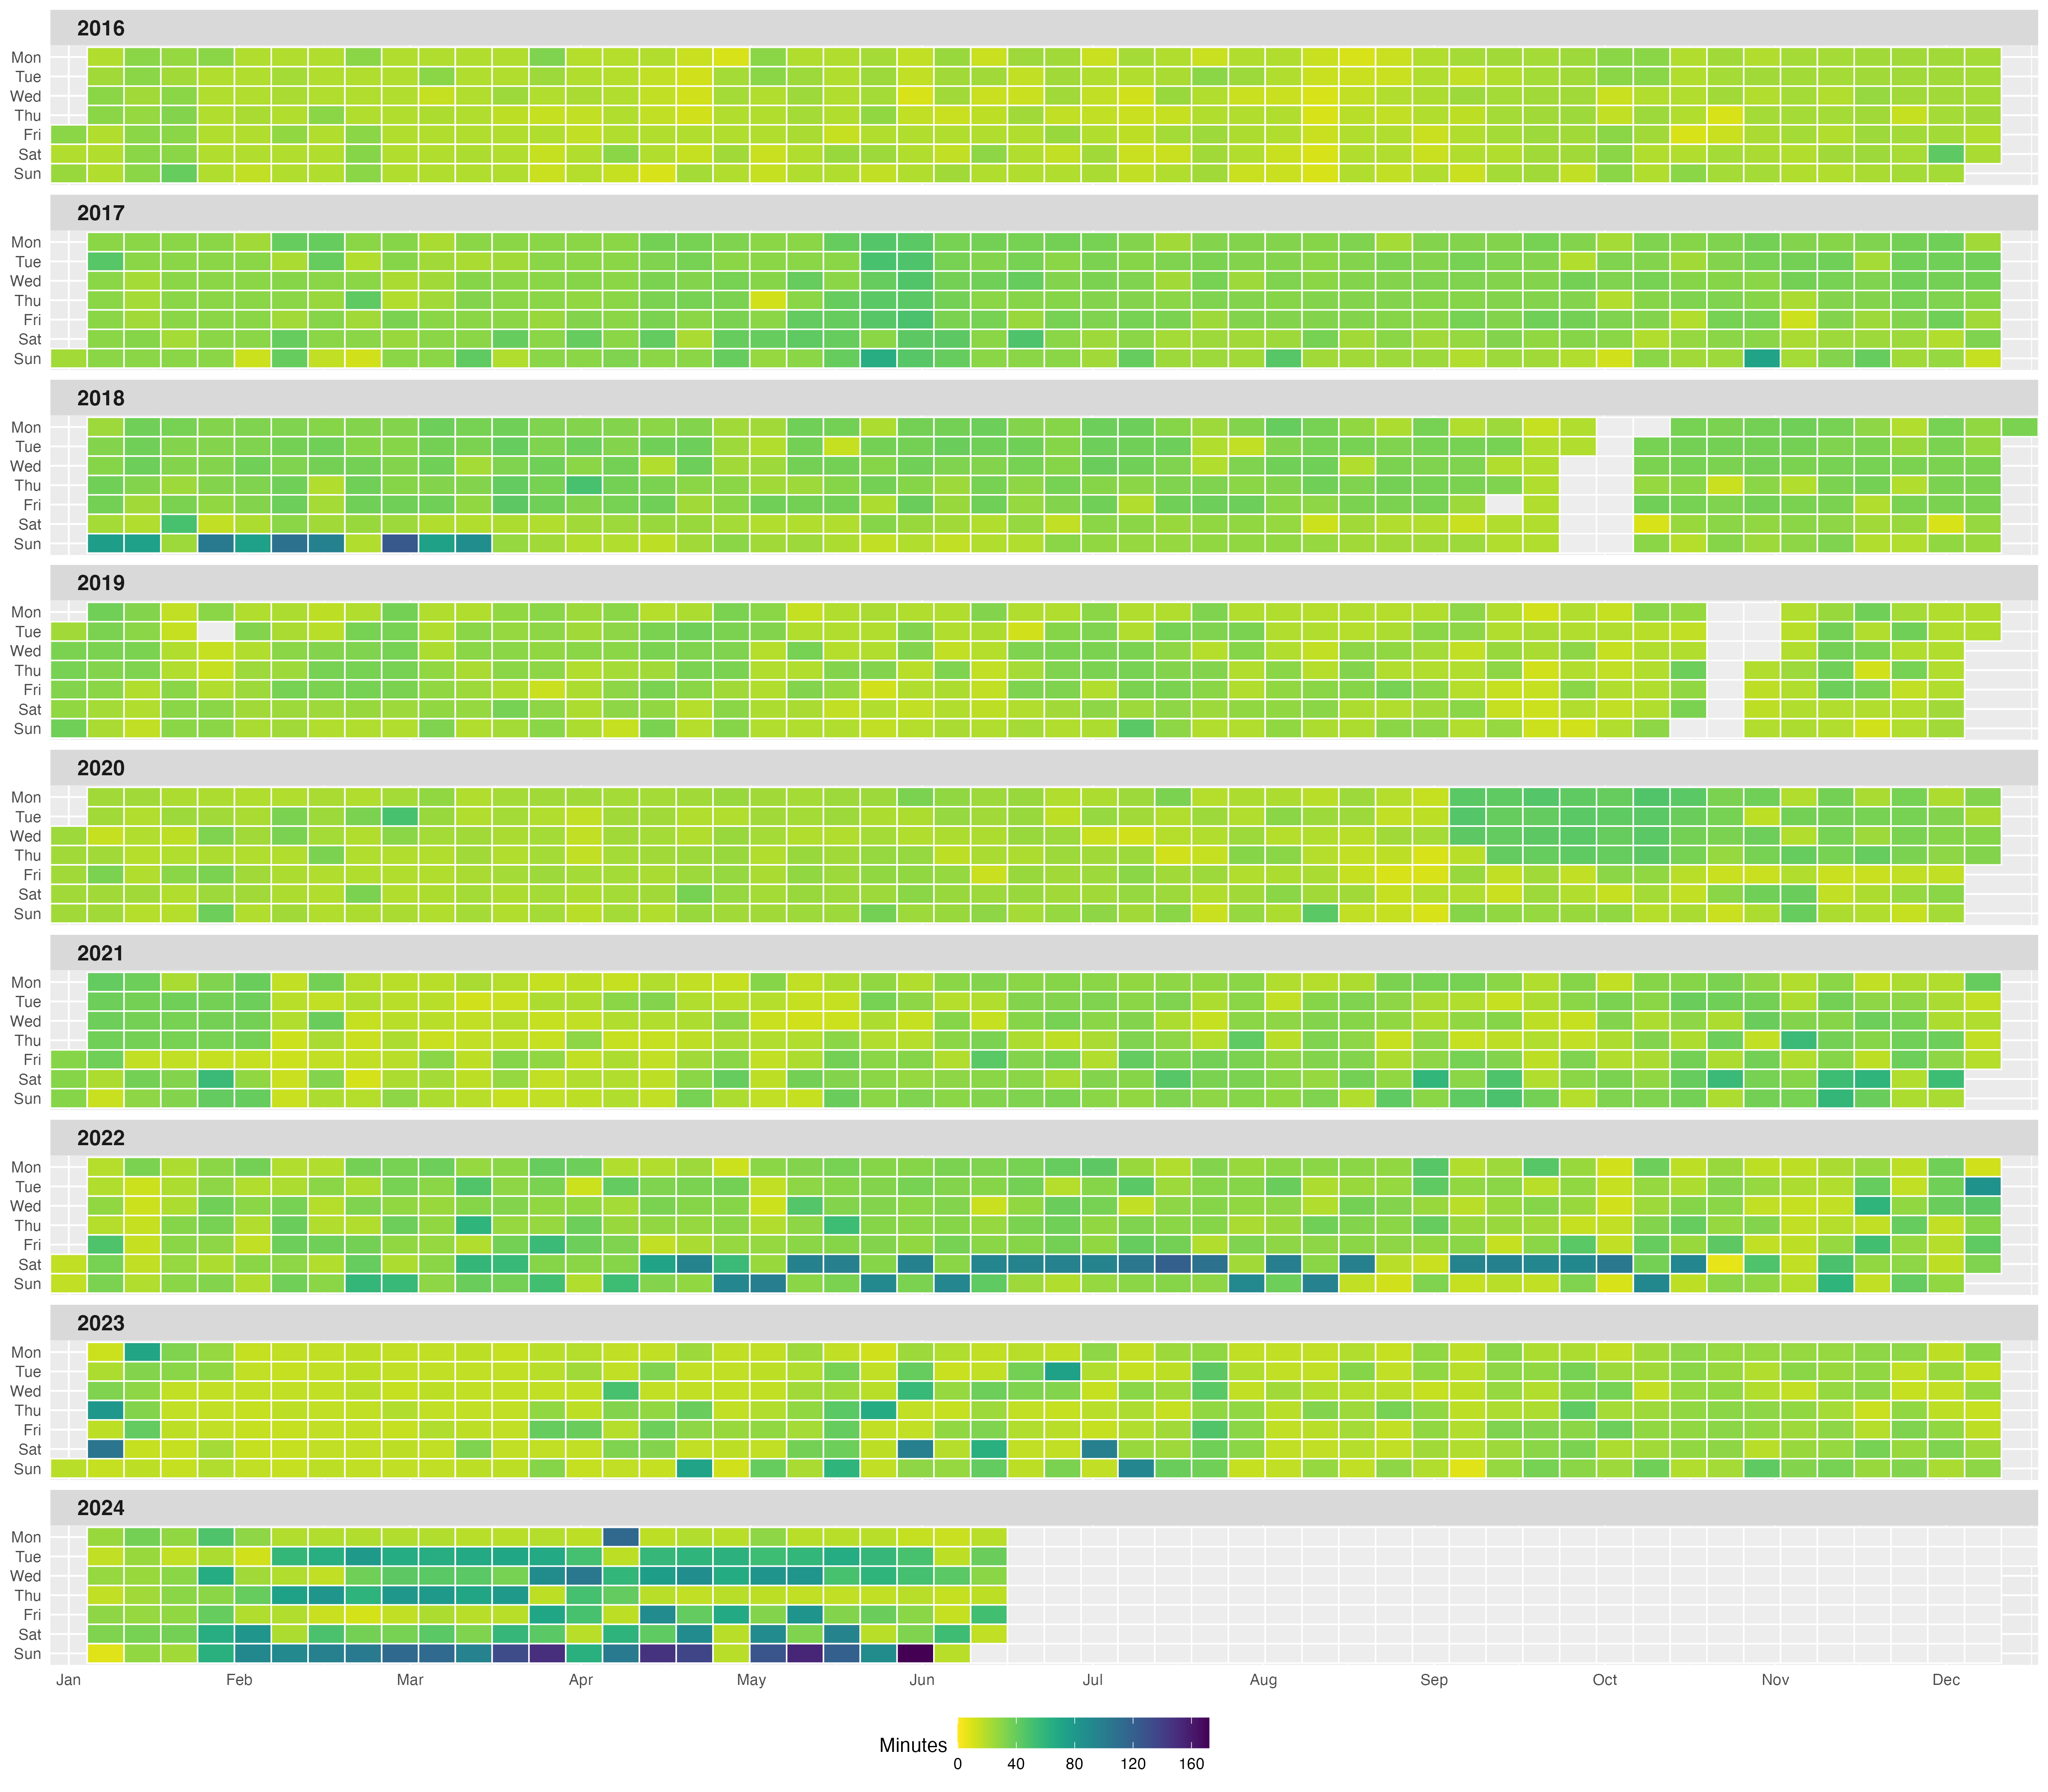 2016
Mon
Tue
Wed
Thu
Fri
Sat
Sun
2017
Mon
Tue
Wed
Thu
Fri
Sat
Sun
2018
Mon
Tue
Wed
Thu
Fri
Sat
Sun
2019
Mon
Tue
Wed
Thu
Fri
Sat
Sun
2020
Mon
Tue
Wed
Thu
Fri
Sat
Sun
2021
Mon
Tue
Wed
Thu
Fri
Sat
Sun
2022
Mon
Tue
Wed
Thu
Fri
Sat
Sun
2023
Mon
Tue
Wed
Thu
Fri
Sat
Sun
2024
Mon
Tue
Wed
Thu
Fri
Sat
Sun
Jan Feb Mar Apr May Jun Jul Aug Sep Oct Nov Dec
Minutes
0 40 80 120 160